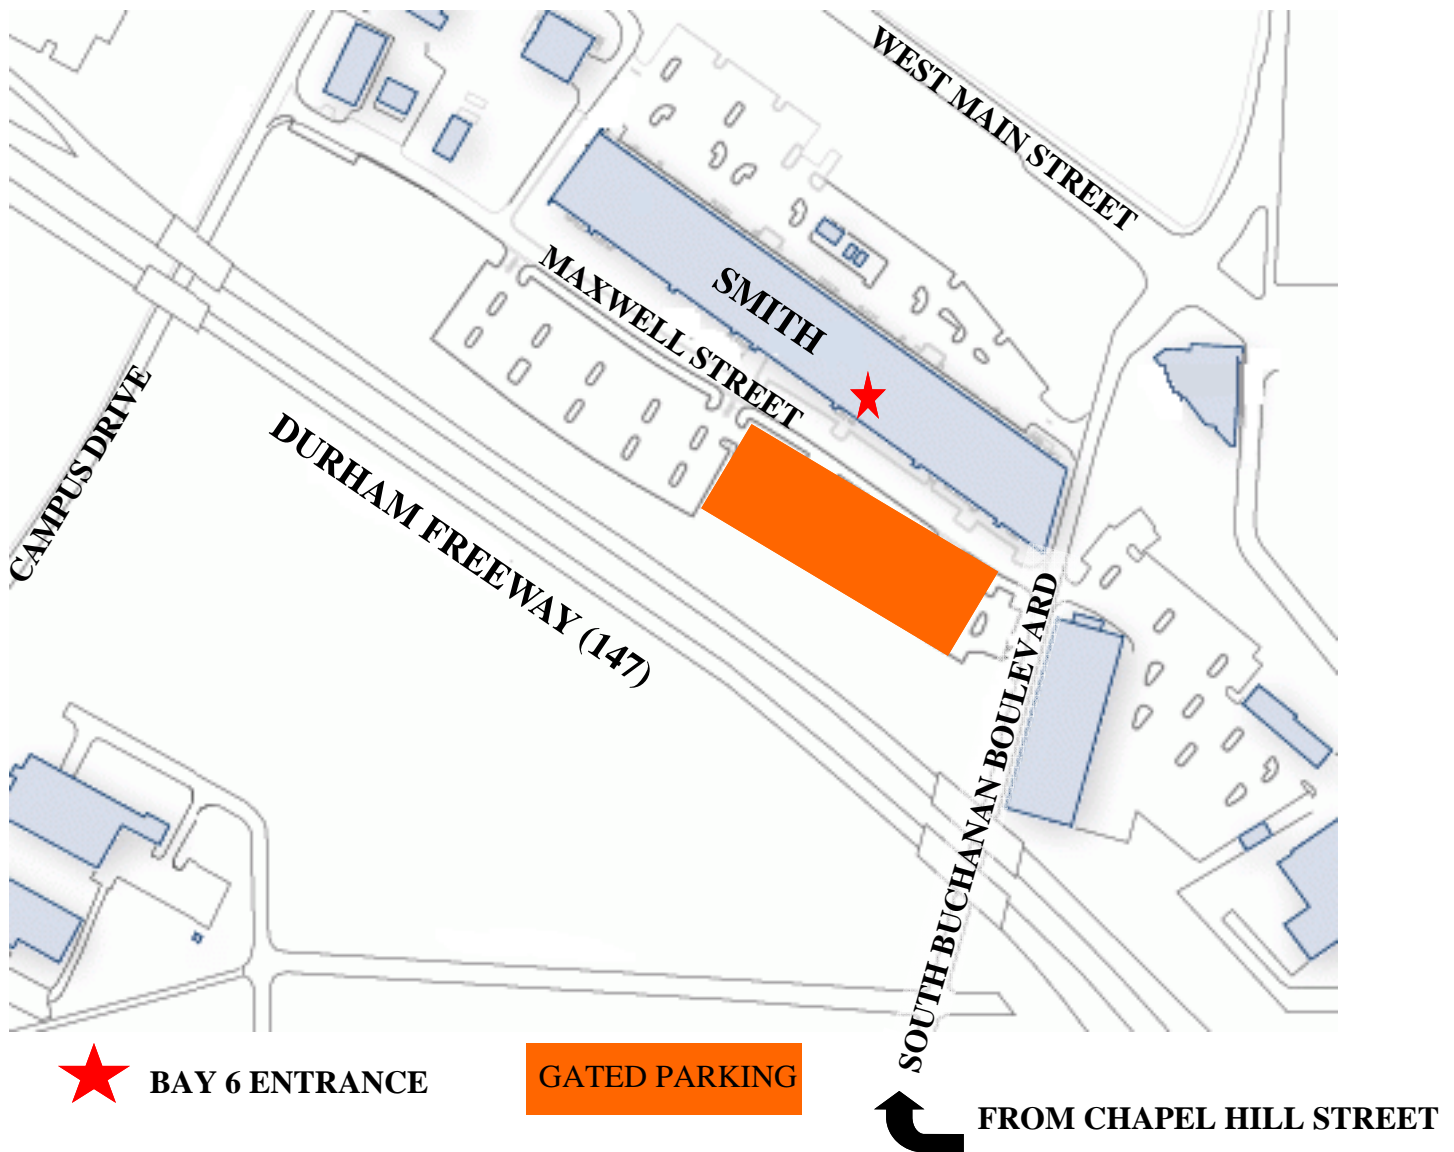 WEST MAIN STREET
SMITH
MAXWELL STREET
CAMPUS DRIVE
DURHAM FREEWAY (147)
SOUTH BUCHANAN BOULEVARD
BAY 6 ENTRANCE
GATED PARKING
FROM CHAPEL HILL STREET